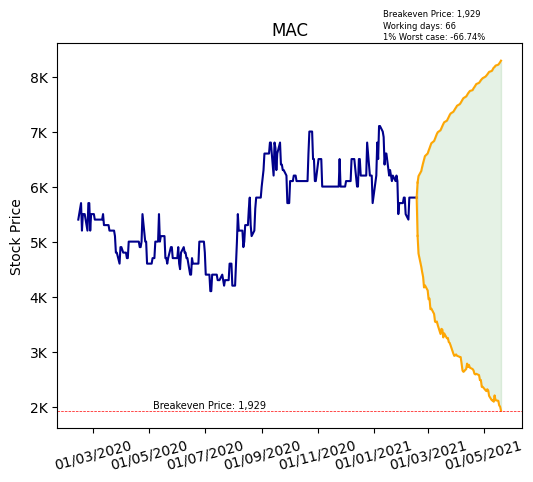 Breakeven Price: 1,929
Working days: 66
1% Worst case: -66.74%
MAC
Stock Price
8K
7K
6K
5K
4K
3K
2K
Breakeven Price: 1,929
01/03/2020
01/05/2020
01/07/2020
01/09/2020
01/11/2020
01/01/2021
01/03/2021
01/05/2021